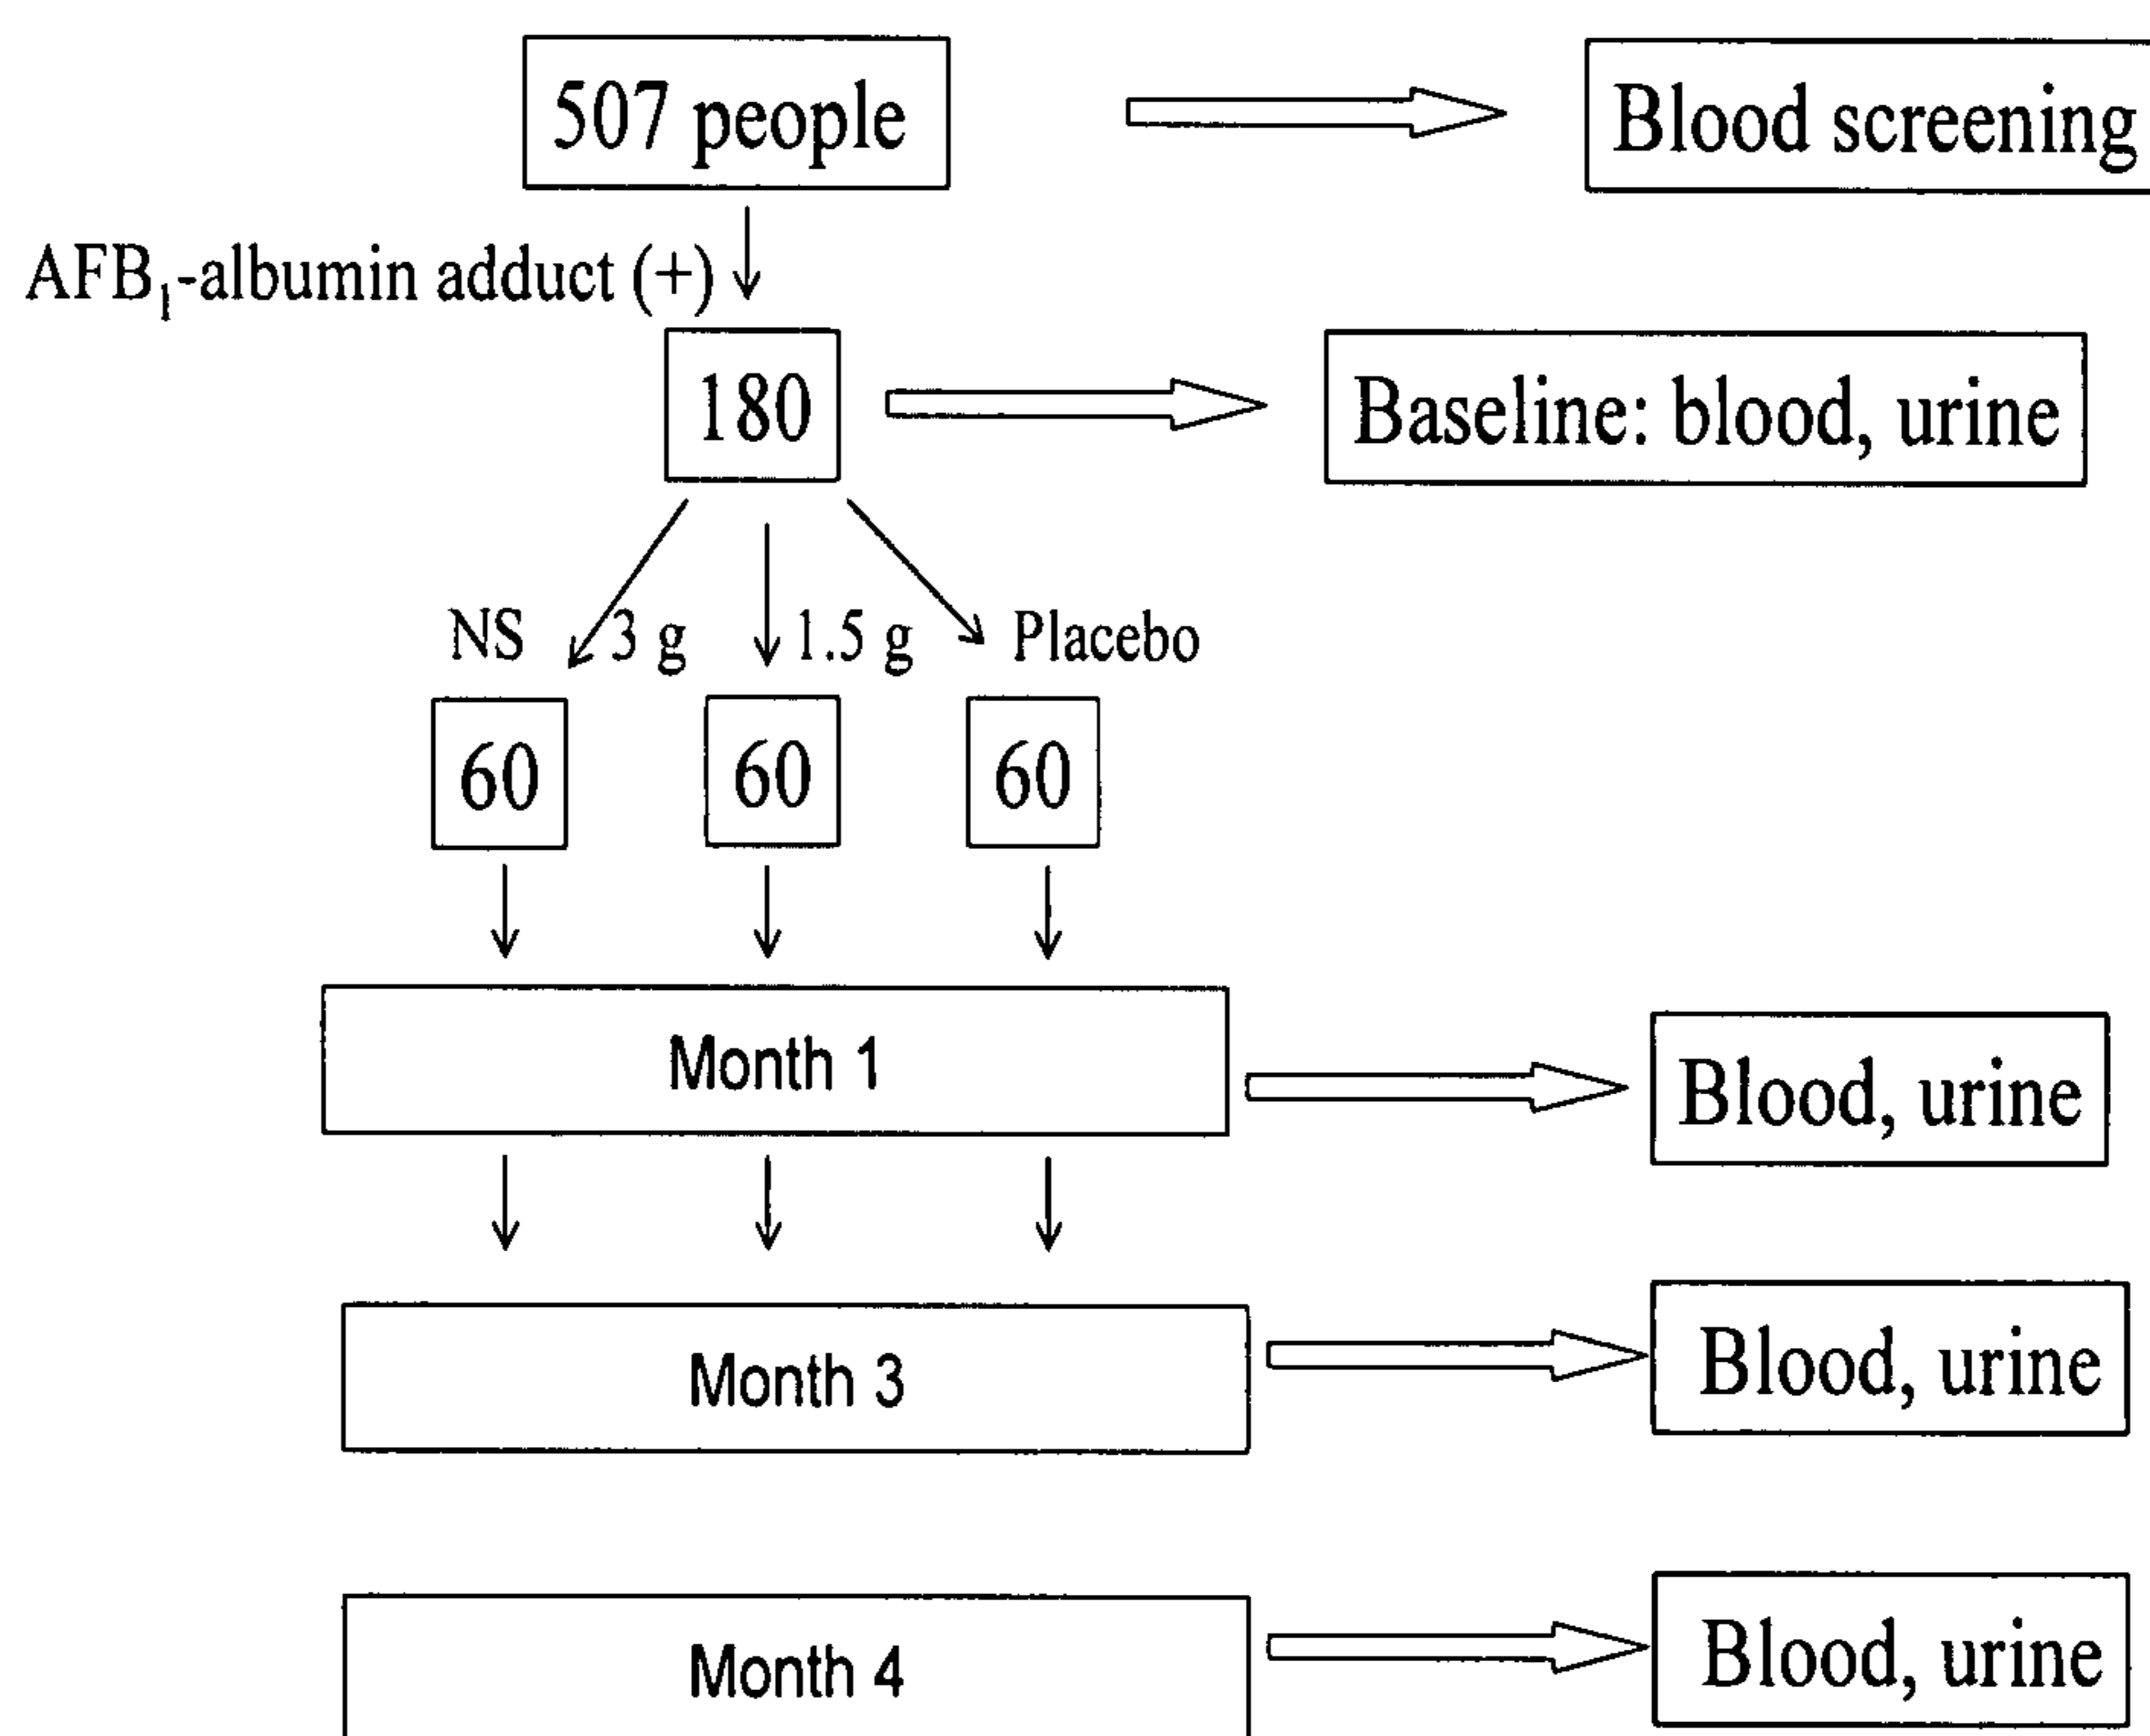 507 people
Blood screening
AFB₁-albumin adduct (+)
180
Baseline: blood, urine
NS 3 g 1.5 g Placebo
60 60 60
Month 1
Blood, urine
Month 3
Blood, urine
Month 4
Blood, urine